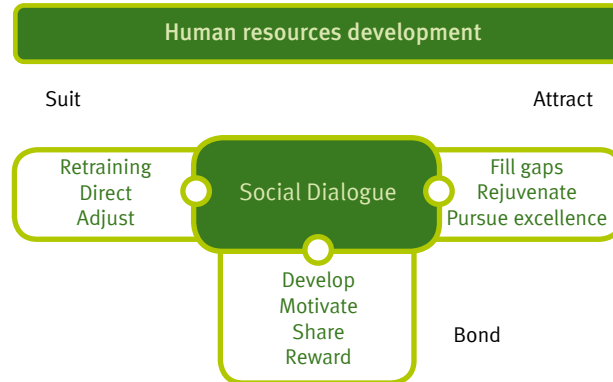 Human resources development
Suit
Attract
Retraining
Direct
Adjust
Social Dialogue
Fill gaps
Rejuvenate
Pursue excellence
Develop
Motivate
Share
Reward
Bond